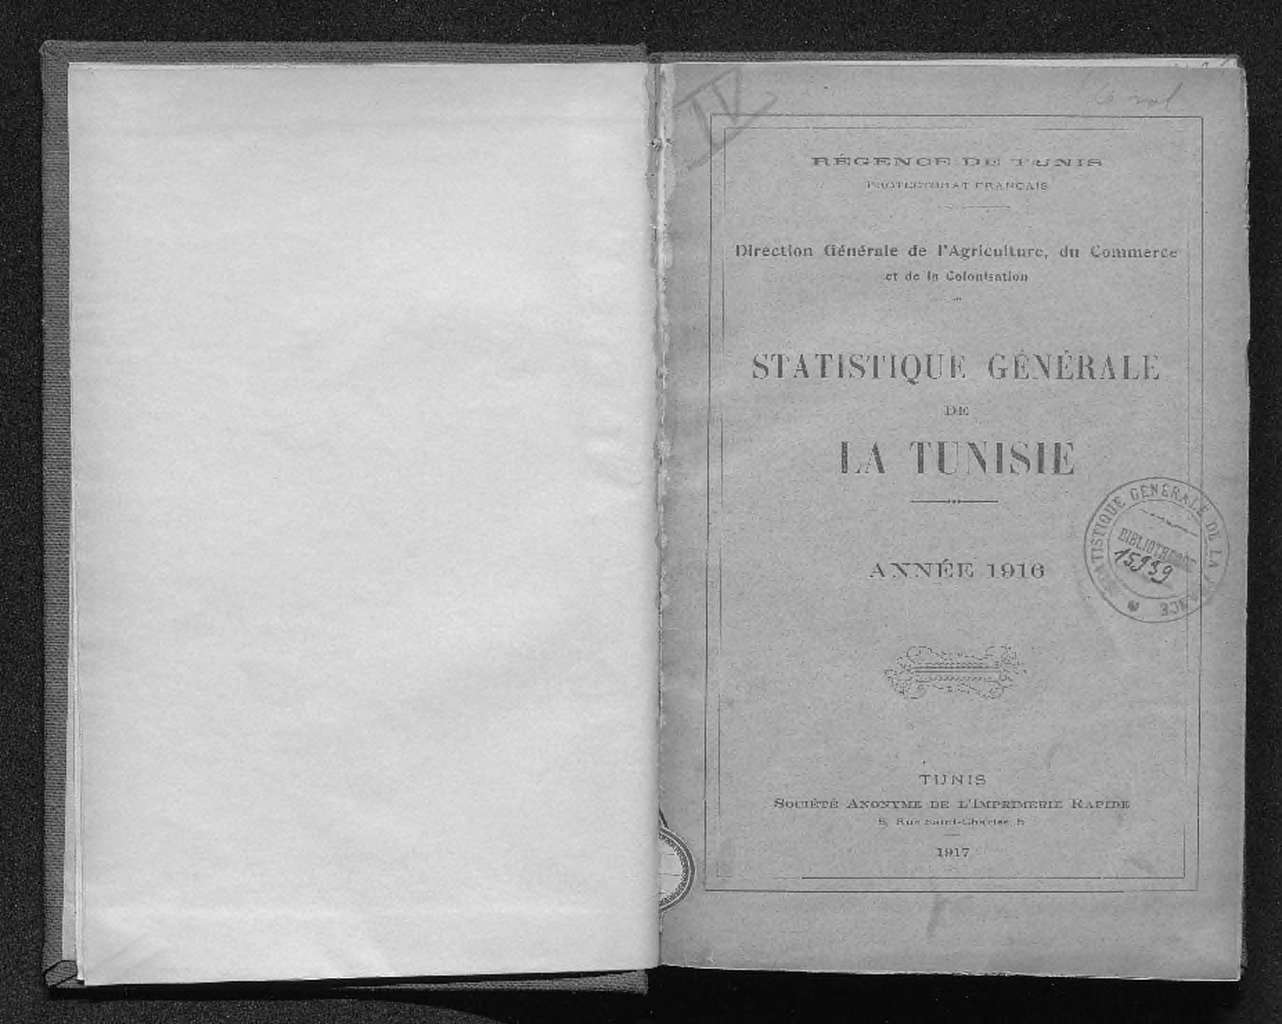 IV
RÉGENCE DE TUNIS
PROTECTORAT FRANÇAIS
Direction Générale de l'Agriculture, du Commerce
et de la Colonisation
STATISTIQUE GÉNÉRALE
DE
LA TUNISIE
ANNÉE 1916
STATISTIQUE GÉNÉRALE DE LA FRANCE
BIBLIOTHÈQUE
15939
TUNIS
SOCIÉTÉ ANONYME DE L'IMPRIMERIE RAPIDE
5, Rue Saint-Charles, 5
1917